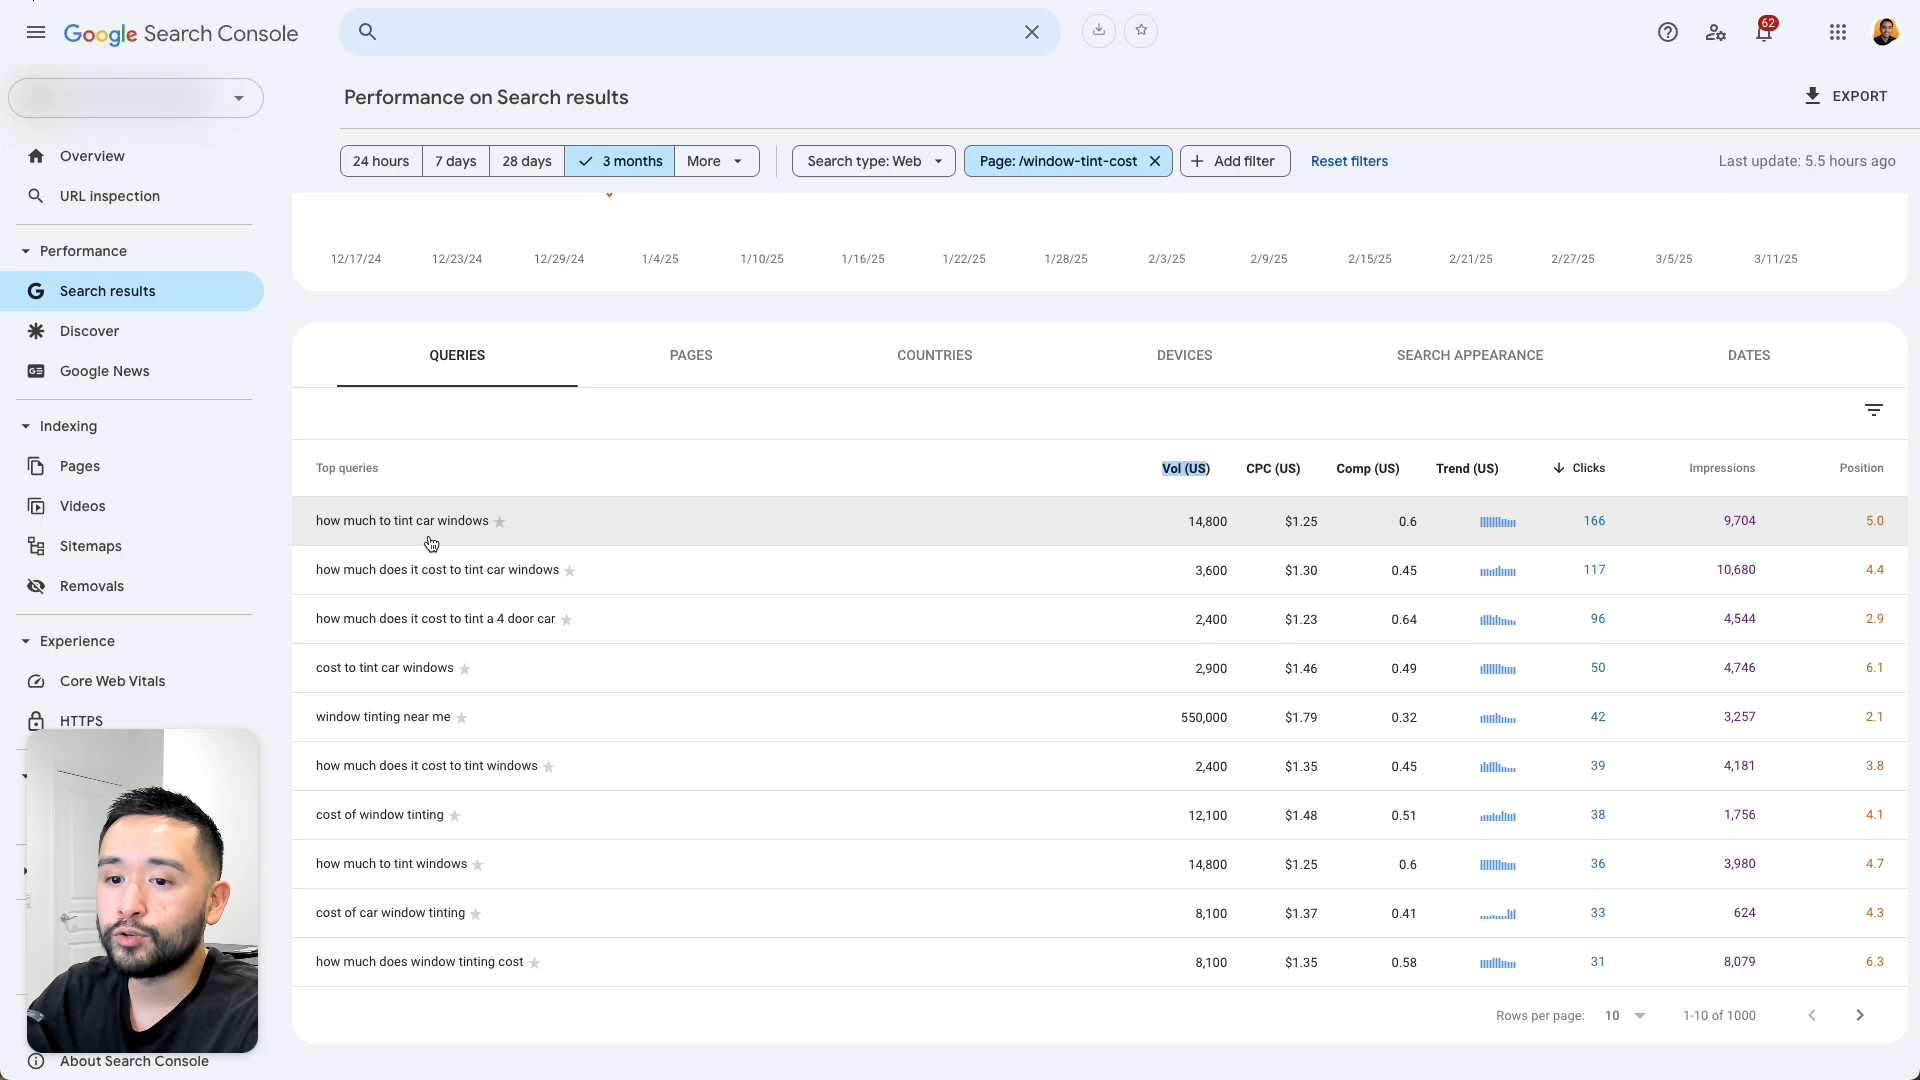 Google Search Console
62
Performance on Search results
EXPORT
24 hours
7 days
28 days
3 months
More
Search type: Web
Page: /window-tint-cost
Add filter
Reset filters
Last update: 5.5 hours ago
Overview
URL inspection
Performance
Search results
Discover
Google News
Indexing
Pages
Videos
Sitemaps
Removals
Experience
Core Web Vitals
HTTPS
About Search Console
12/17/24 12/23/24 12/29/24 1/4/25 1/10/25 1/16/25 1/22/25 1/28/25 2/3/25 2/9/25 2/15/25 2/21/25 2/27/25 3/5/25 3/11/25
QUERIES PAGES COUNTRIES DEVICES SEARCH APPEARANCE DATES
Top queries Vol (US) CPC (US) Comp (US) Trend (US) Clicks Impressions Position
how much to tint car windows 14,800 $1.25 0.6 166 9,704 5.0
how much does it cost to tint car windows 3,600 $1.30 0.45 117 10,680 4.4
how much does it cost to tint a 4 door car 2,400 $1.23 0.64 96 4,544 2.9
cost to tint car windows 2,900 $1.46 0.49 50 4,746 6.1
window tinting near me 550,000 $1.79 0.32 42 3,257 2.1
how much does it cost to tint windows 2,400 $1.35 0.45 39 4,181 3.8
cost of window tinting 12,100 $1.48 0.51 38 1,756 4.1
how much to tint windows 14,800 $1.25 0.6 36 3,980 4.7
cost of car window tinting 8,100 $1.37 0.41 33 624 4.3
how much does window tinting cost 8,100 $1.35 0.58 31 8,079 6.3
Rows per page: 10 1-10 of 1000